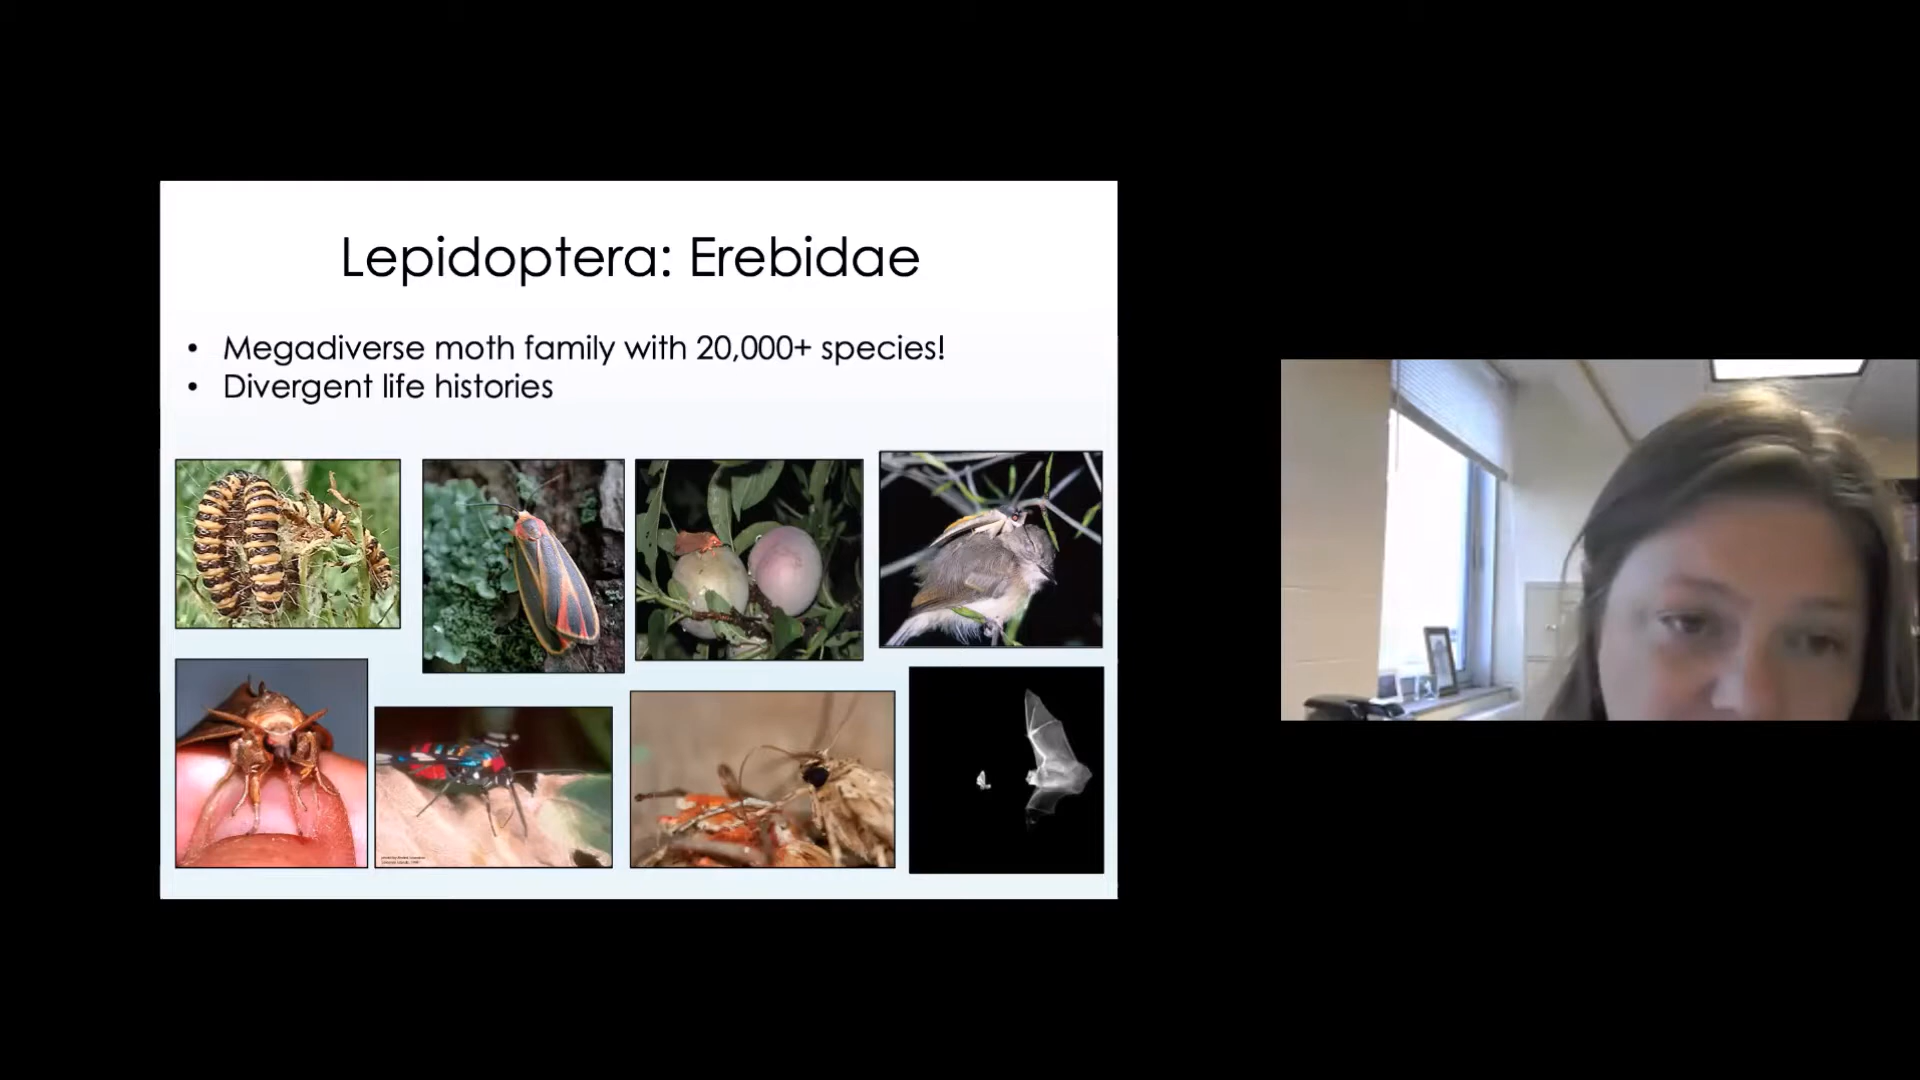 Lepidoptera: Erebidae
• Megadiverse moth family with 20,000+ species!
• Divergent life histories